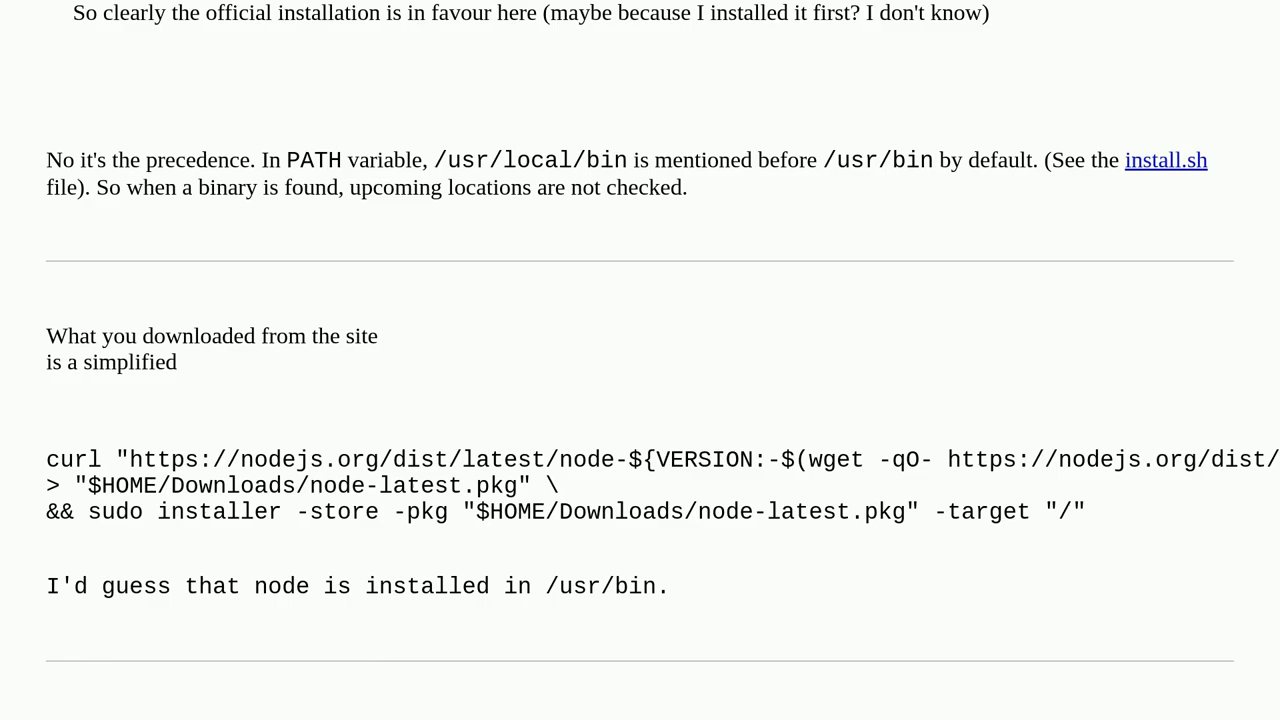 So clearly the official installation is in favour here (maybe because I installed it first? I don't know)
No it's the precedence. In PATH variable, /usr/local/bin is mentioned before /usr/bin by default. (See the install.sh
file). So when a binary is found, upcoming locations are not checked.
What you downloaded from the site
is a simplified
curl "https://nodejs.org/dist/latest/node-${VERSION:-$(wget -qO- https://nodejs.org/dist/
> "$HOME/Downloads/node-latest.pkg" \
&& sudo installer -store -pkg "$HOME/Downloads/node-latest.pkg" -target "/"
I'd guess that node is installed in /usr/bin.